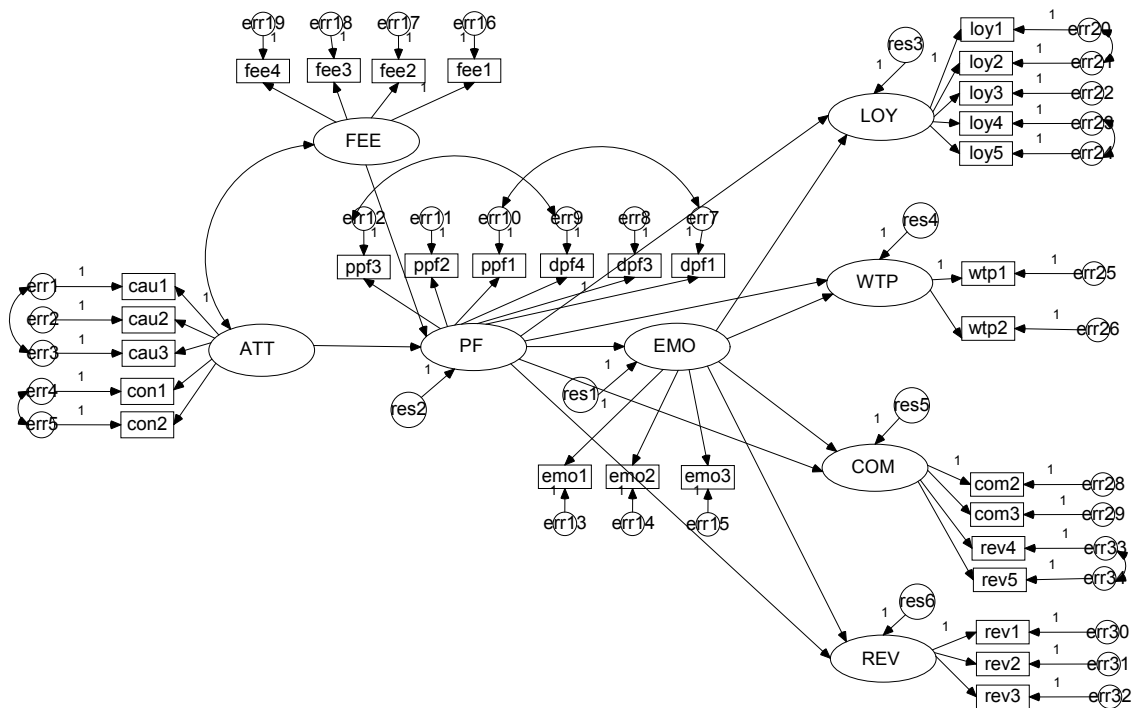 err19 err18 err17 err16
1 1 1 1
fee4 fee3 fee2 fee1
1
FEE
res3
1
LOY
1
loy1 1 err20
loy2 1 err21
loy3 1 err22
loy4 1 err23
loy5 1 err24
err12 err11 err10 err9 err8 err7
1 1 1 1 1 1
ppf3 ppf2 ppf1 dpf4 dpf3 dpf1
1
res4
1
WTP
1
wtp1 1 err25
wtp2 1 err26
err1 1 cau1
1
err2 1 cau2
err3 1 cau3
err4 1 con1
err5 1 con2
ATT
PF
EMO
res2
1
res1
1
1
emo1 emo2 emo3
1 1 1
err13 err14 err15
res5
1
COM
1
com2 1 err28
com3 1 err29
rev4 1 err33
rev5 1 err34
res6
1
REV
1
rev1 1 err30
rev2 1 err31
rev3 1 err32